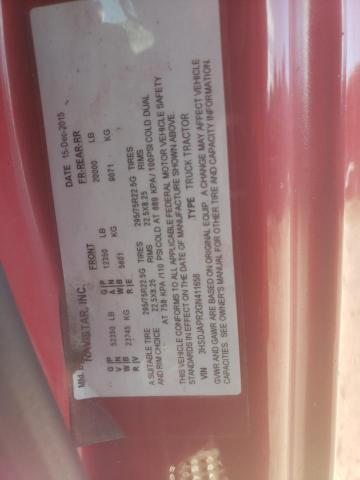 NAVISTAR, INC. DATE 15-Dec-2015
FRONT FR-REAR-RR
G P 52350 LB G P 12350 LB 20000 LB
V A
W B 23745 KG W B 5601 KG 9071 KG
R V R E
A SUITABLE TIRE 295/75R22.5G TIRES 295/75R22.5G TIRES
AND RIM CHOICE 22.5X8.25 RIMS 22.5X8.25 RIMS
AT 758 KPA /110 PSI COLD AT 689 KPA / 100PSI COLD DUAL
THIS VEHICLE CONFORMS TO ALL APPLICABLE FEDERAL MOTOR VEHICLE SAFETY
STANDARDS IN EFFECT ON THE DATE OF MANUFACTURE SHOWN ABOVE.
VIN 3HSDJAPR2GN411658 TYPE TRUCK TRACTOR
GVWR AND GAWR ARE BASED ON ORIGINAL EQUIP. A CHANGE MAY AFFECT VEHICLE
CAPABILITIES. SEE OWNER'S MANUAL FOR OTHER TIRE AND CAPACITY INFORMATION.